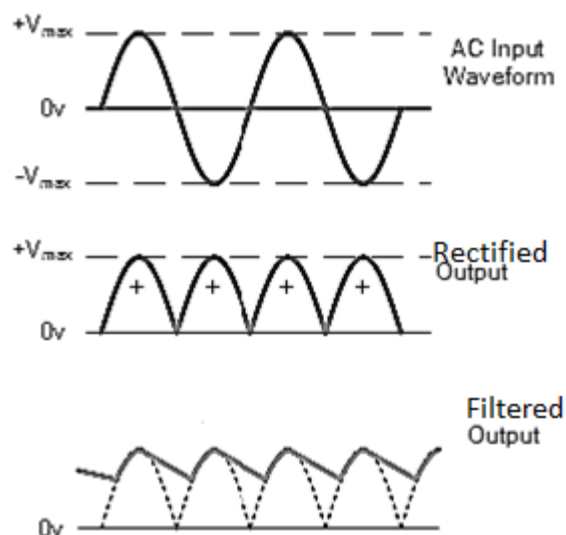 +Vmax
AC Input
Waveform
0v
-Vmax
+Vmax
Rectified
Output
+ + + +
0v
Filtered
Output
0v